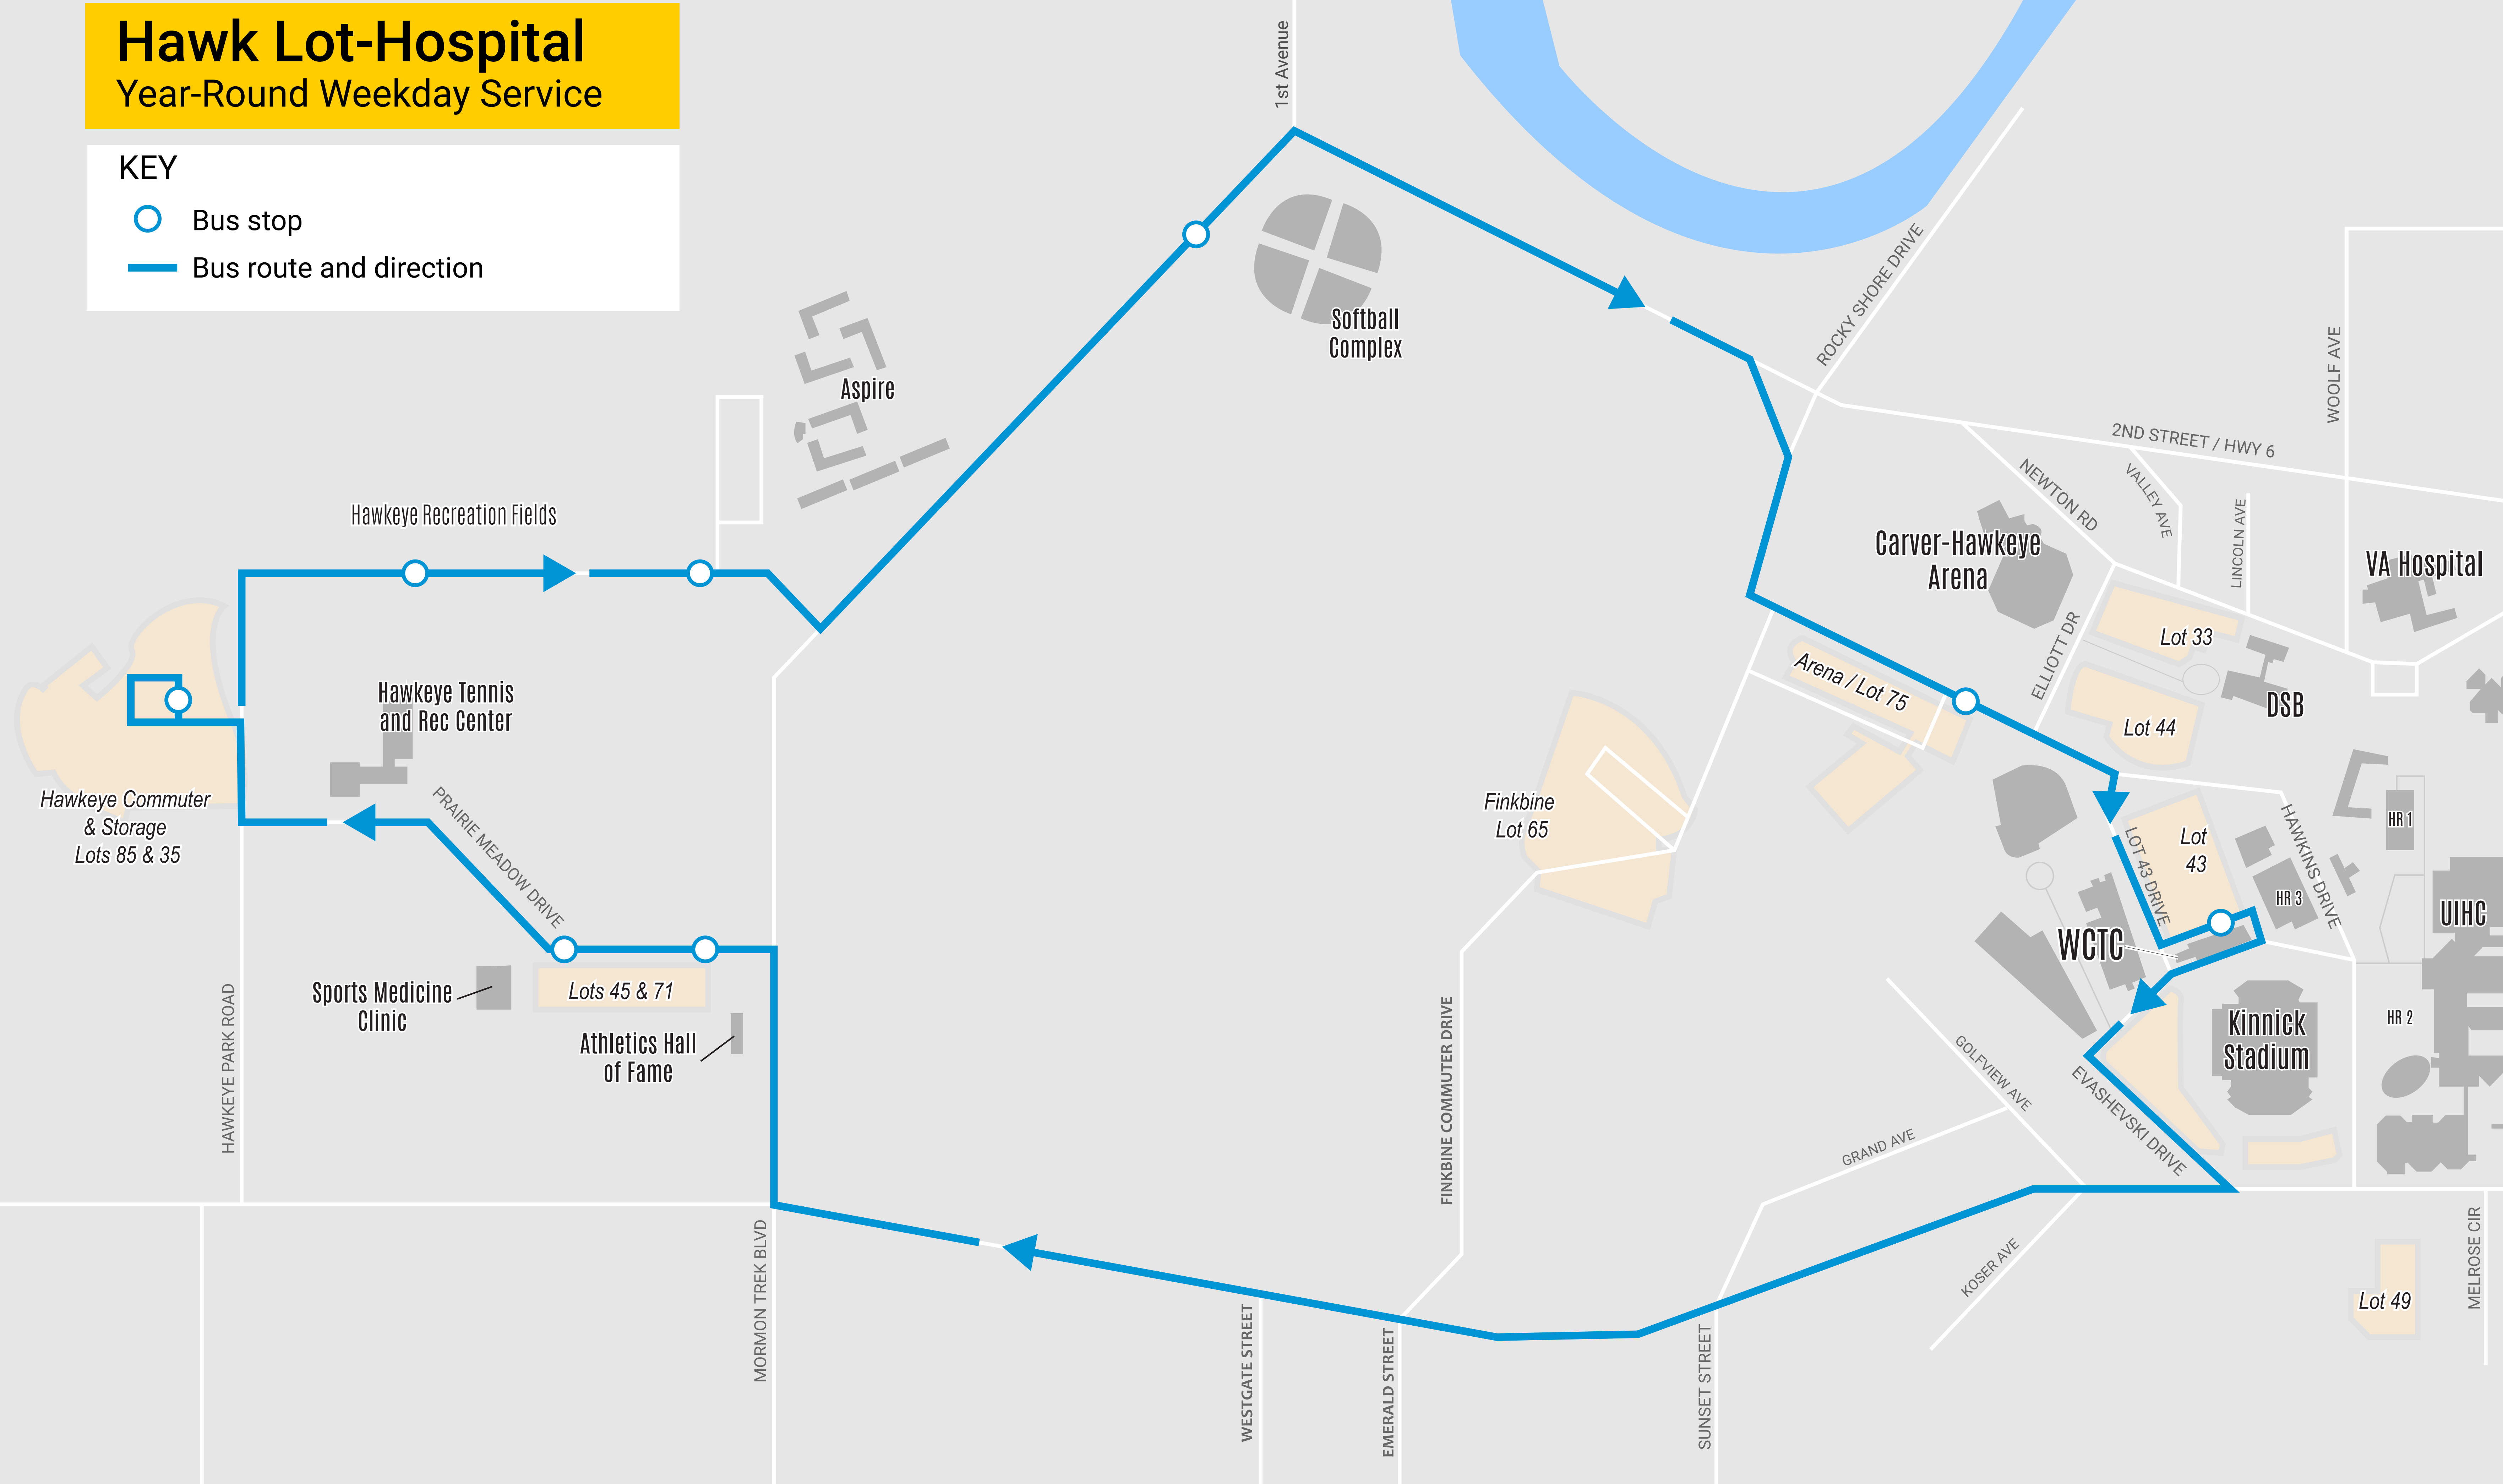 Hawk Lot-Hospital
Year-Round Weekday Service
KEY
Bus stop
Bus route and direction
1st Avenue
Softball
Complex
ROCKY SHORE DRIVE
Aspire
2ND STREET / HWY 6
WOOLF AVE
NEWTON RD
VALLEY AVE
LINCOLN AVE
Hawkeye Recreation Fields
Carver-Hawkeye
Arena
VA Hospital
Lot 33
ELLIOTT DR
Arena / Lot 75
Hawkeye Tennis
and Rec Center
DSB
Lot 44
Hawkeye Commuter
& Storage
Lots 85 & 35
PRAIRIE MEADOW DRIVE
Finkbine
Lot 65
LOT 43 DRIVE
Lot
43
HAWKINS DRIVE
HR 1
HR 3
UIHC
WCTC
Sports Medicine
Clinic
Lots 45 & 71
Athletics Hall
of Fame
HAWKEYE PARK ROAD
FINKBINE COMMUTER DRIVE
Kinnick
Stadium
HR 2
GOLFVIEW AVE
EVASHEVSKI DRIVE
GRAND AVE
KOSER AVE
MORMON TREK BLVD
WESTGATE STREET
EMERALD STREET
SUNSET STREET
MELROSE CIR
Lot 49